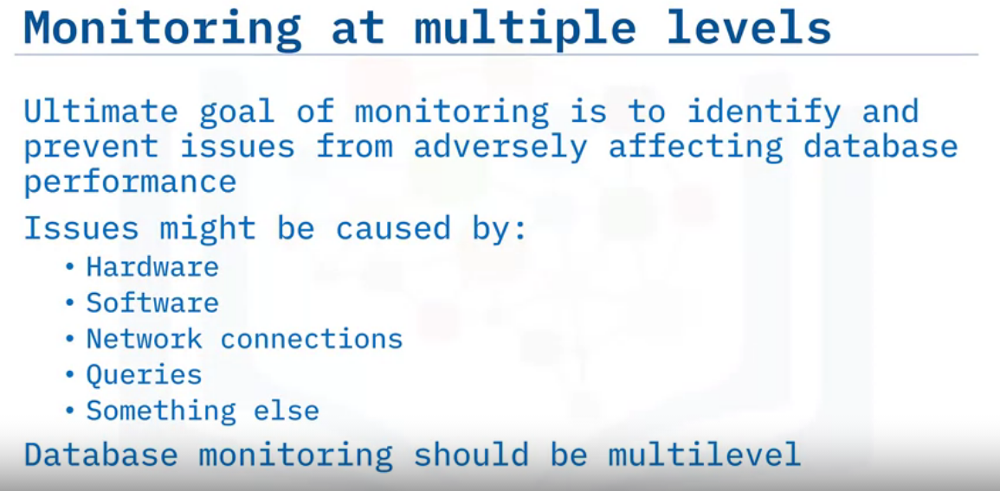 Monitoring at multiple levels
Ultimate goal of monitoring is to identify and
prevent issues from adversely affecting database
performance
Issues might be caused by:
• Hardware
• Software
• Network connections
• Queries
• Something else
Database monitoring should be multilevel